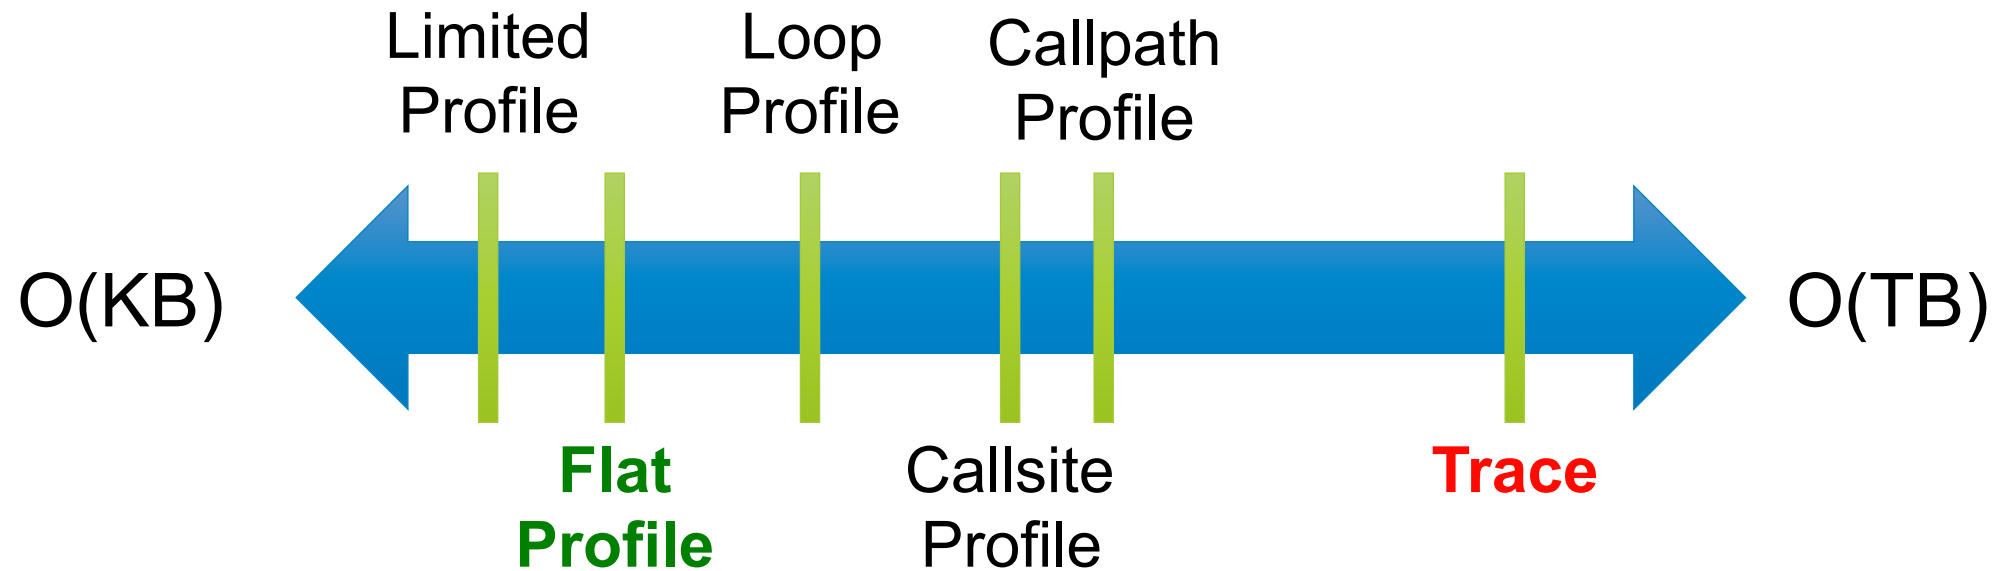 Limited
Profile
Loop
Profile
Callpath
Profile
O(KB)
O(TB)
Flat
Profile
Callsite
Profile
Trace